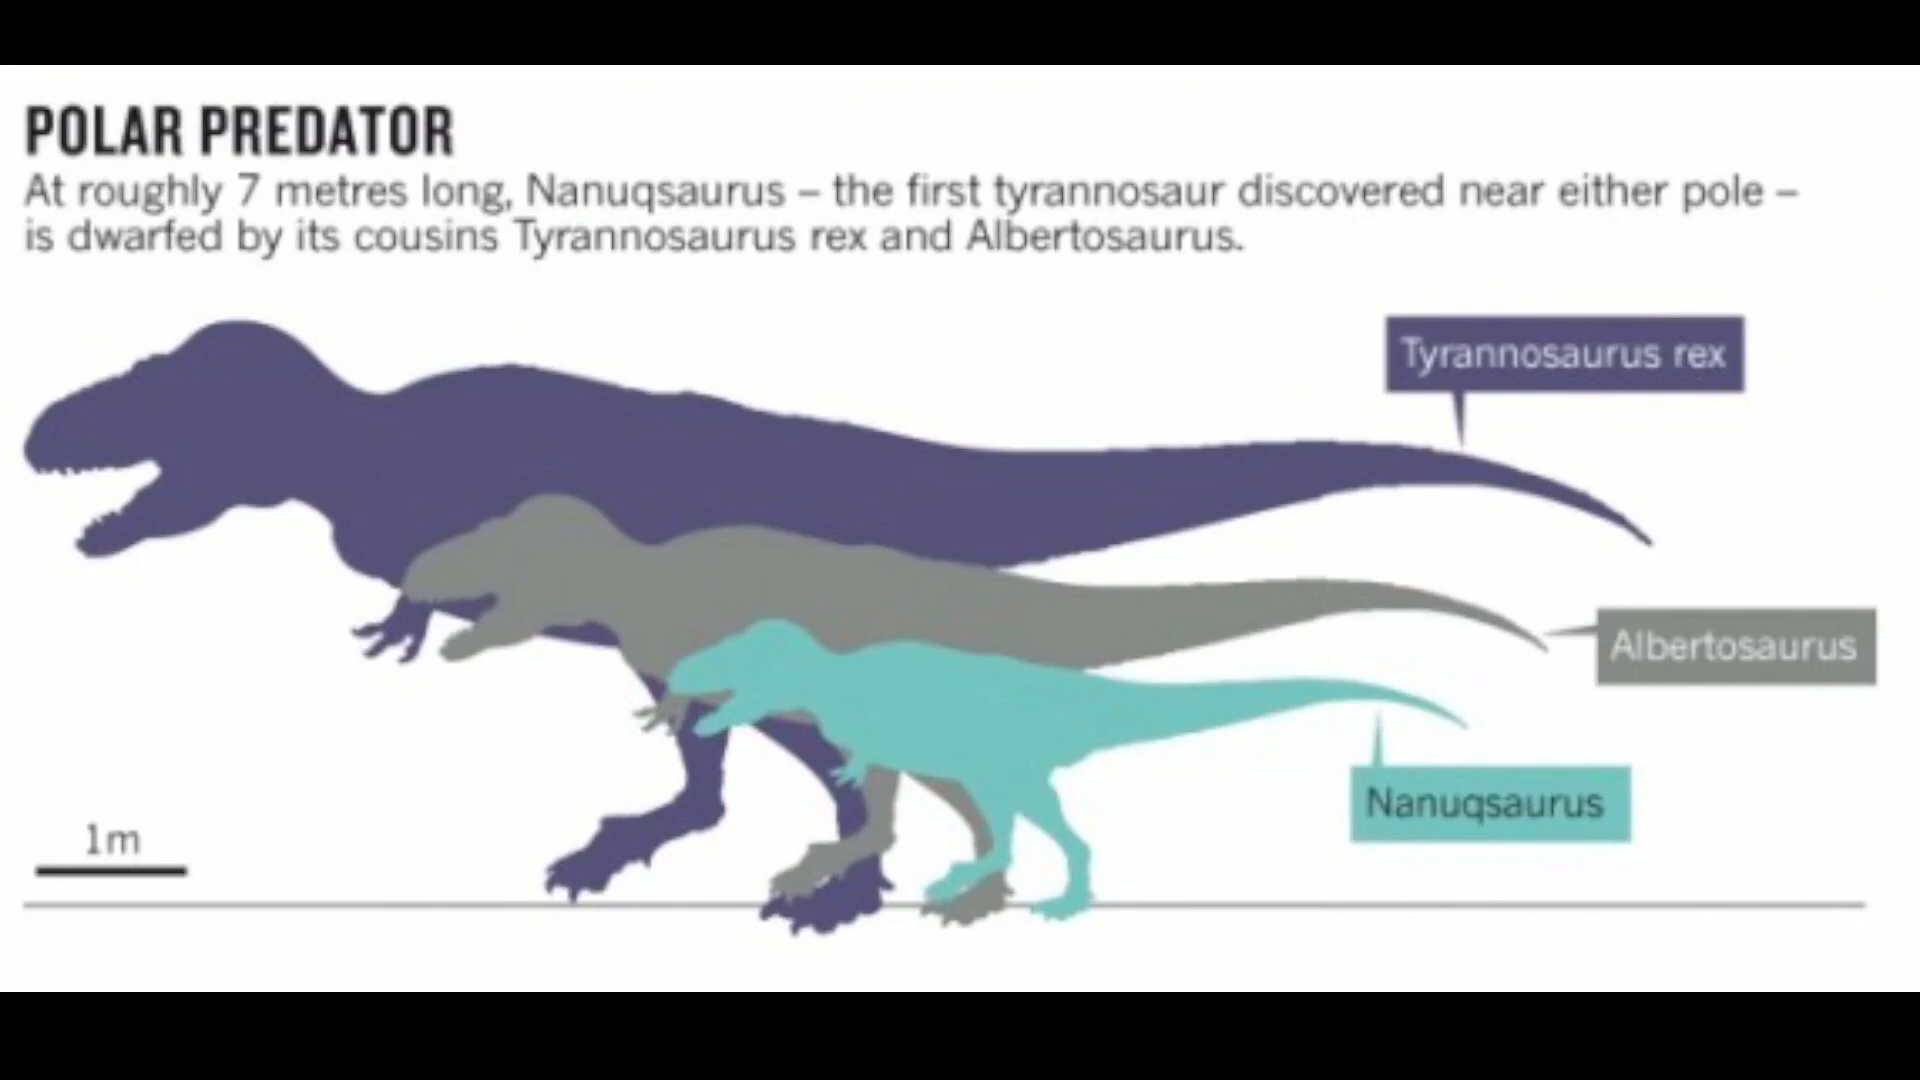 POLAR PREDATOR
At roughly 7 metres long, Nanuqsaurus – the first tyrannosaur discovered near either pole –
is dwarfed by its cousins Tyrannosaurus rex and Albertosaurus.
Tyrannosaurus rex
Albertosaurus
Nanuqsaurus
1m